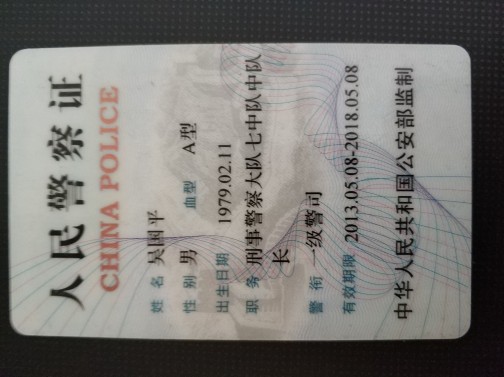 人民警察证
CHINA POLICE
姓名 吴国平
性别 男 血型 A型
出生日期 1979.02.11
职务 刑事警察大队七中队中队
长
警衔 一级警司
有效期限 2013.05.08-2018.05.08
中华人民共和国公安部监制